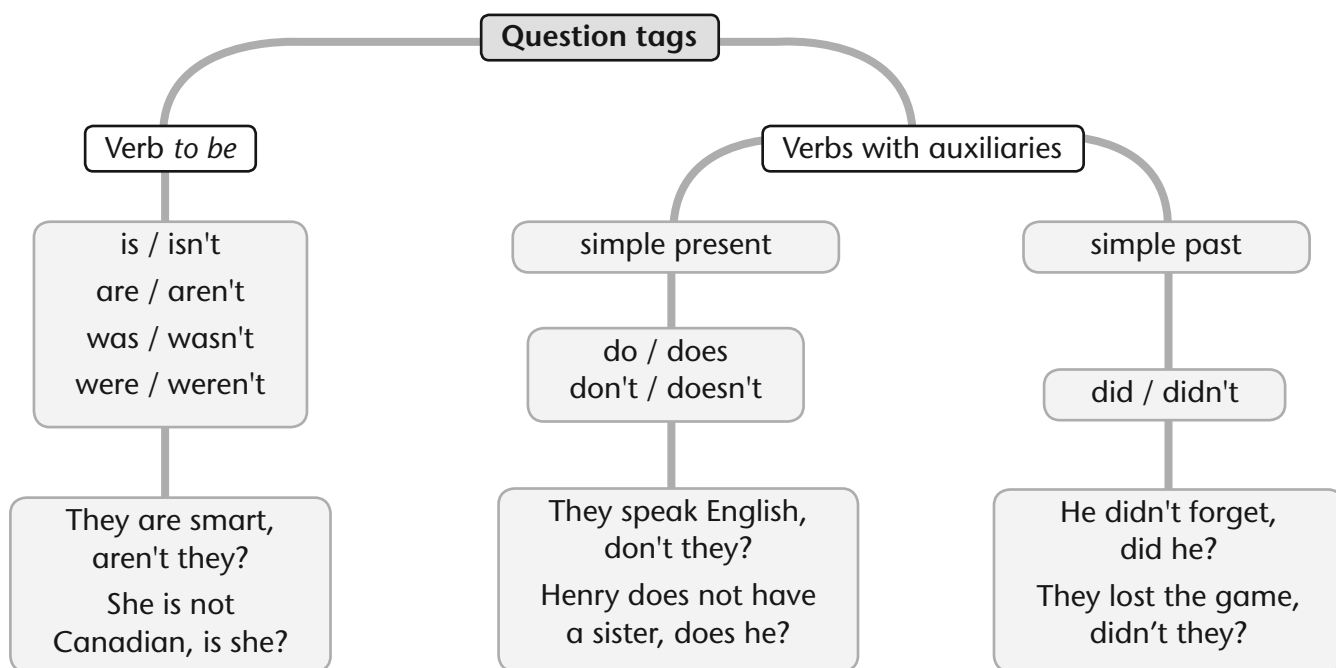 Question tags
Verb to be
is / isn't
are / aren't
was / wasn't
were / weren't
They are smart,
aren't they?
She is not
Canadian, is she?
Verbs with auxiliaries
simple present
do / does
don't / doesn't
They speak English,
don't they?
Henry does not have
a sister, does he?
simple past
did / didn't
He didn't forget,
did he?
They lost the game,
didn’t they?